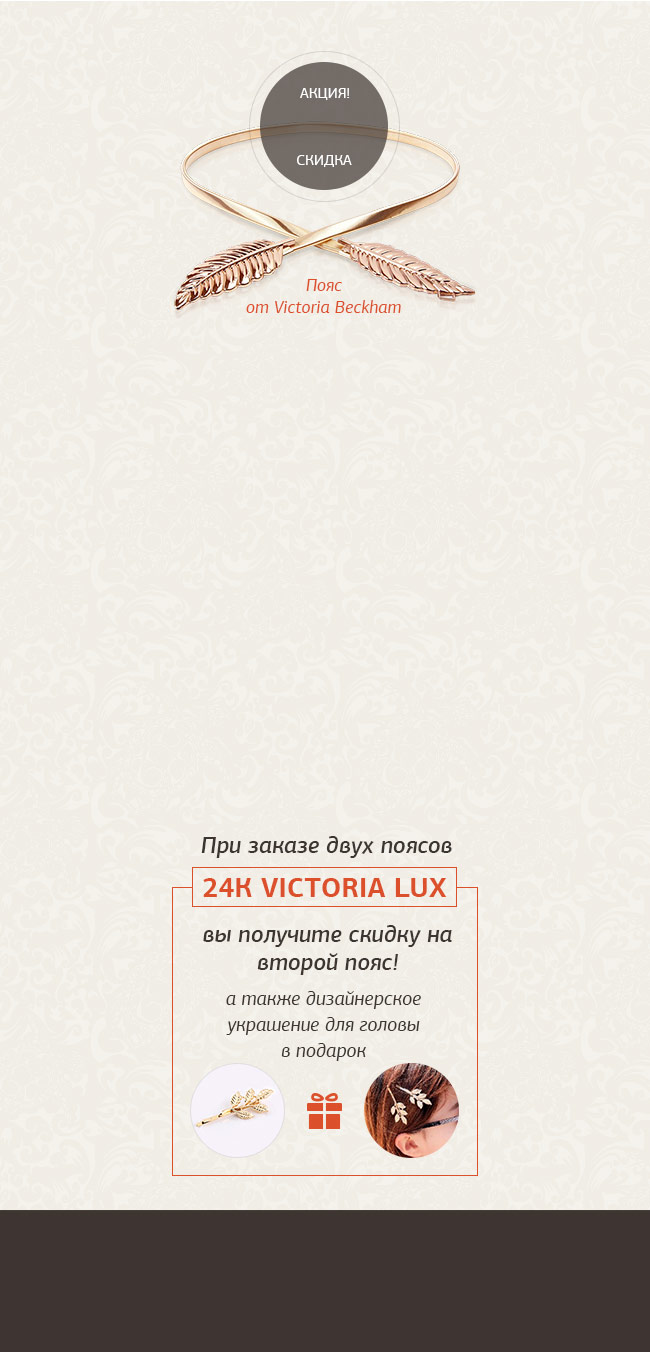 АКЦИЯ!
СКИДКА
Пояс
от Victoria Beckham
При заказе двух поясов
24К VICTORIA LUX
вы получите скидку на
второй пояс!
а также дизайнерское
украшение для головы
в подарок